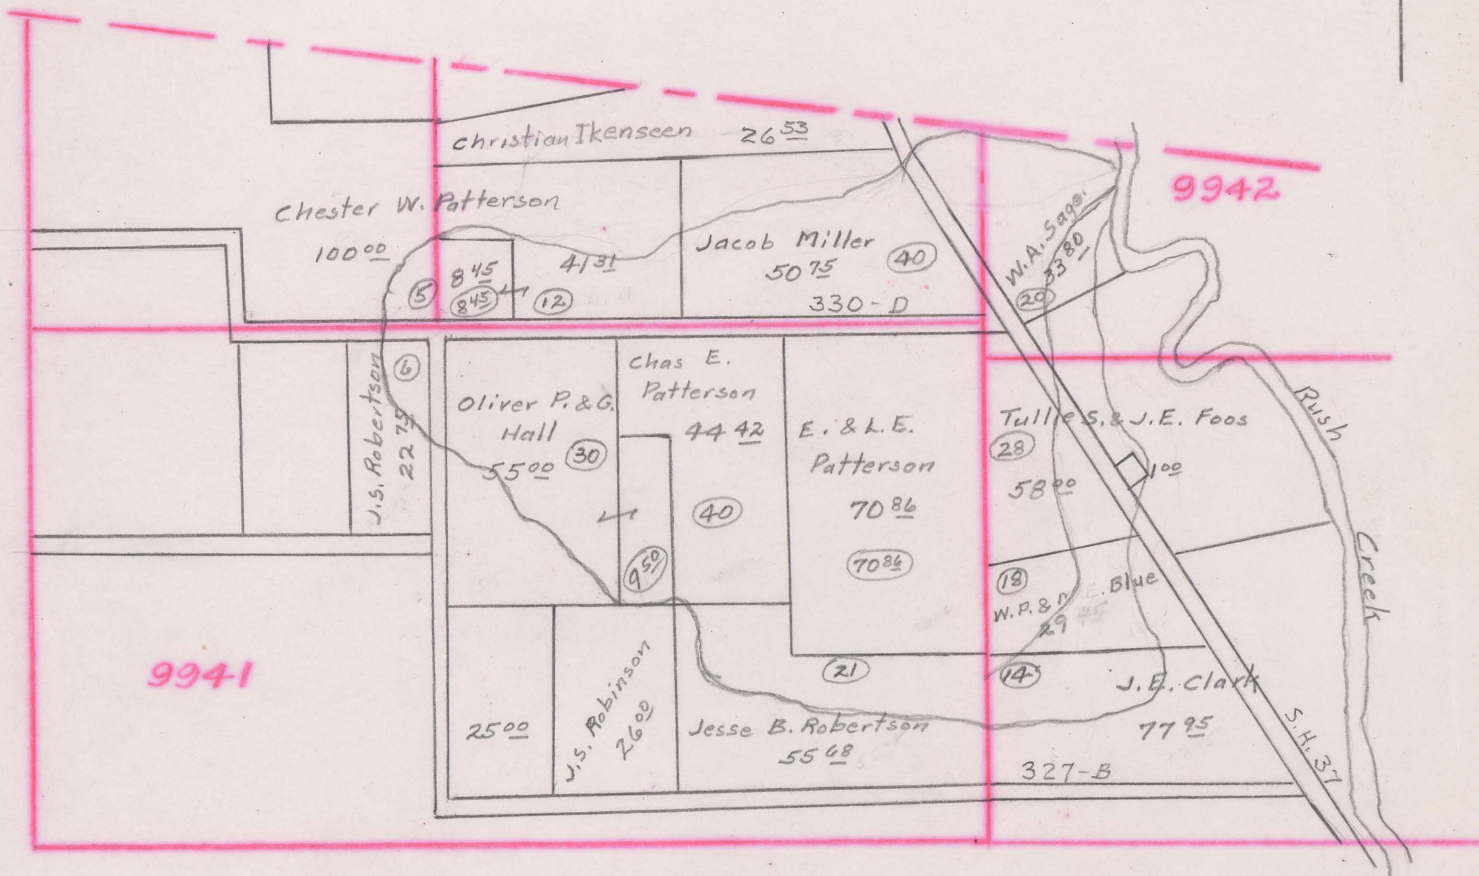 Christian Ikenseen 26 53
9942
Chester W. Patterson
100 00
5
8 45
8 45
41 31
12
Jacob Miller
50 75
40
330-D
W.A. Sago.
33 80
20
J.S. Robertson
22 75
6
Oliver P. & G.
Hall
30
55 00
Chas E.
Patterson
44 42
40
9 50
E. & L.E.
Patterson
70 86
70 86
Tullie S. & J.E. Foos
28
58 00
1 00
Rush
Creek
18
W.P. & E. Blue
29
9941
25 00
J.S. Robinson
26 00
21
Jesse B. Robertson
55 68
14
J.E. Clark
77 95
327-B
S.H. 37